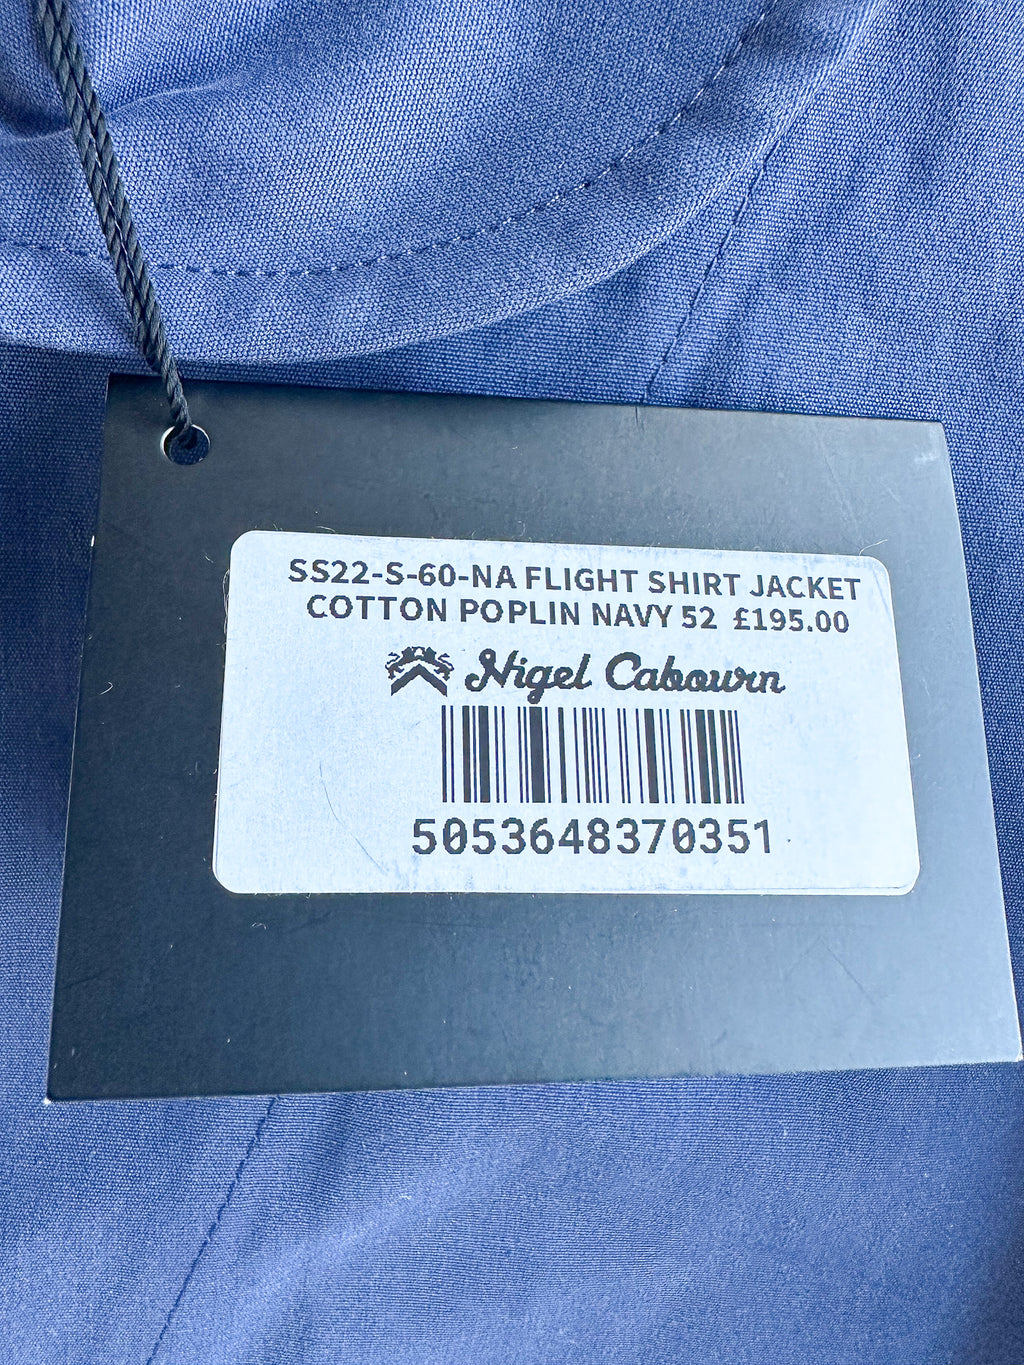 SS22-S-60-NA FLIGHT SHIRT JACKET
COTTON POPLIN NAVY 52 £195.00
Nigel Cabourn
5053648370351